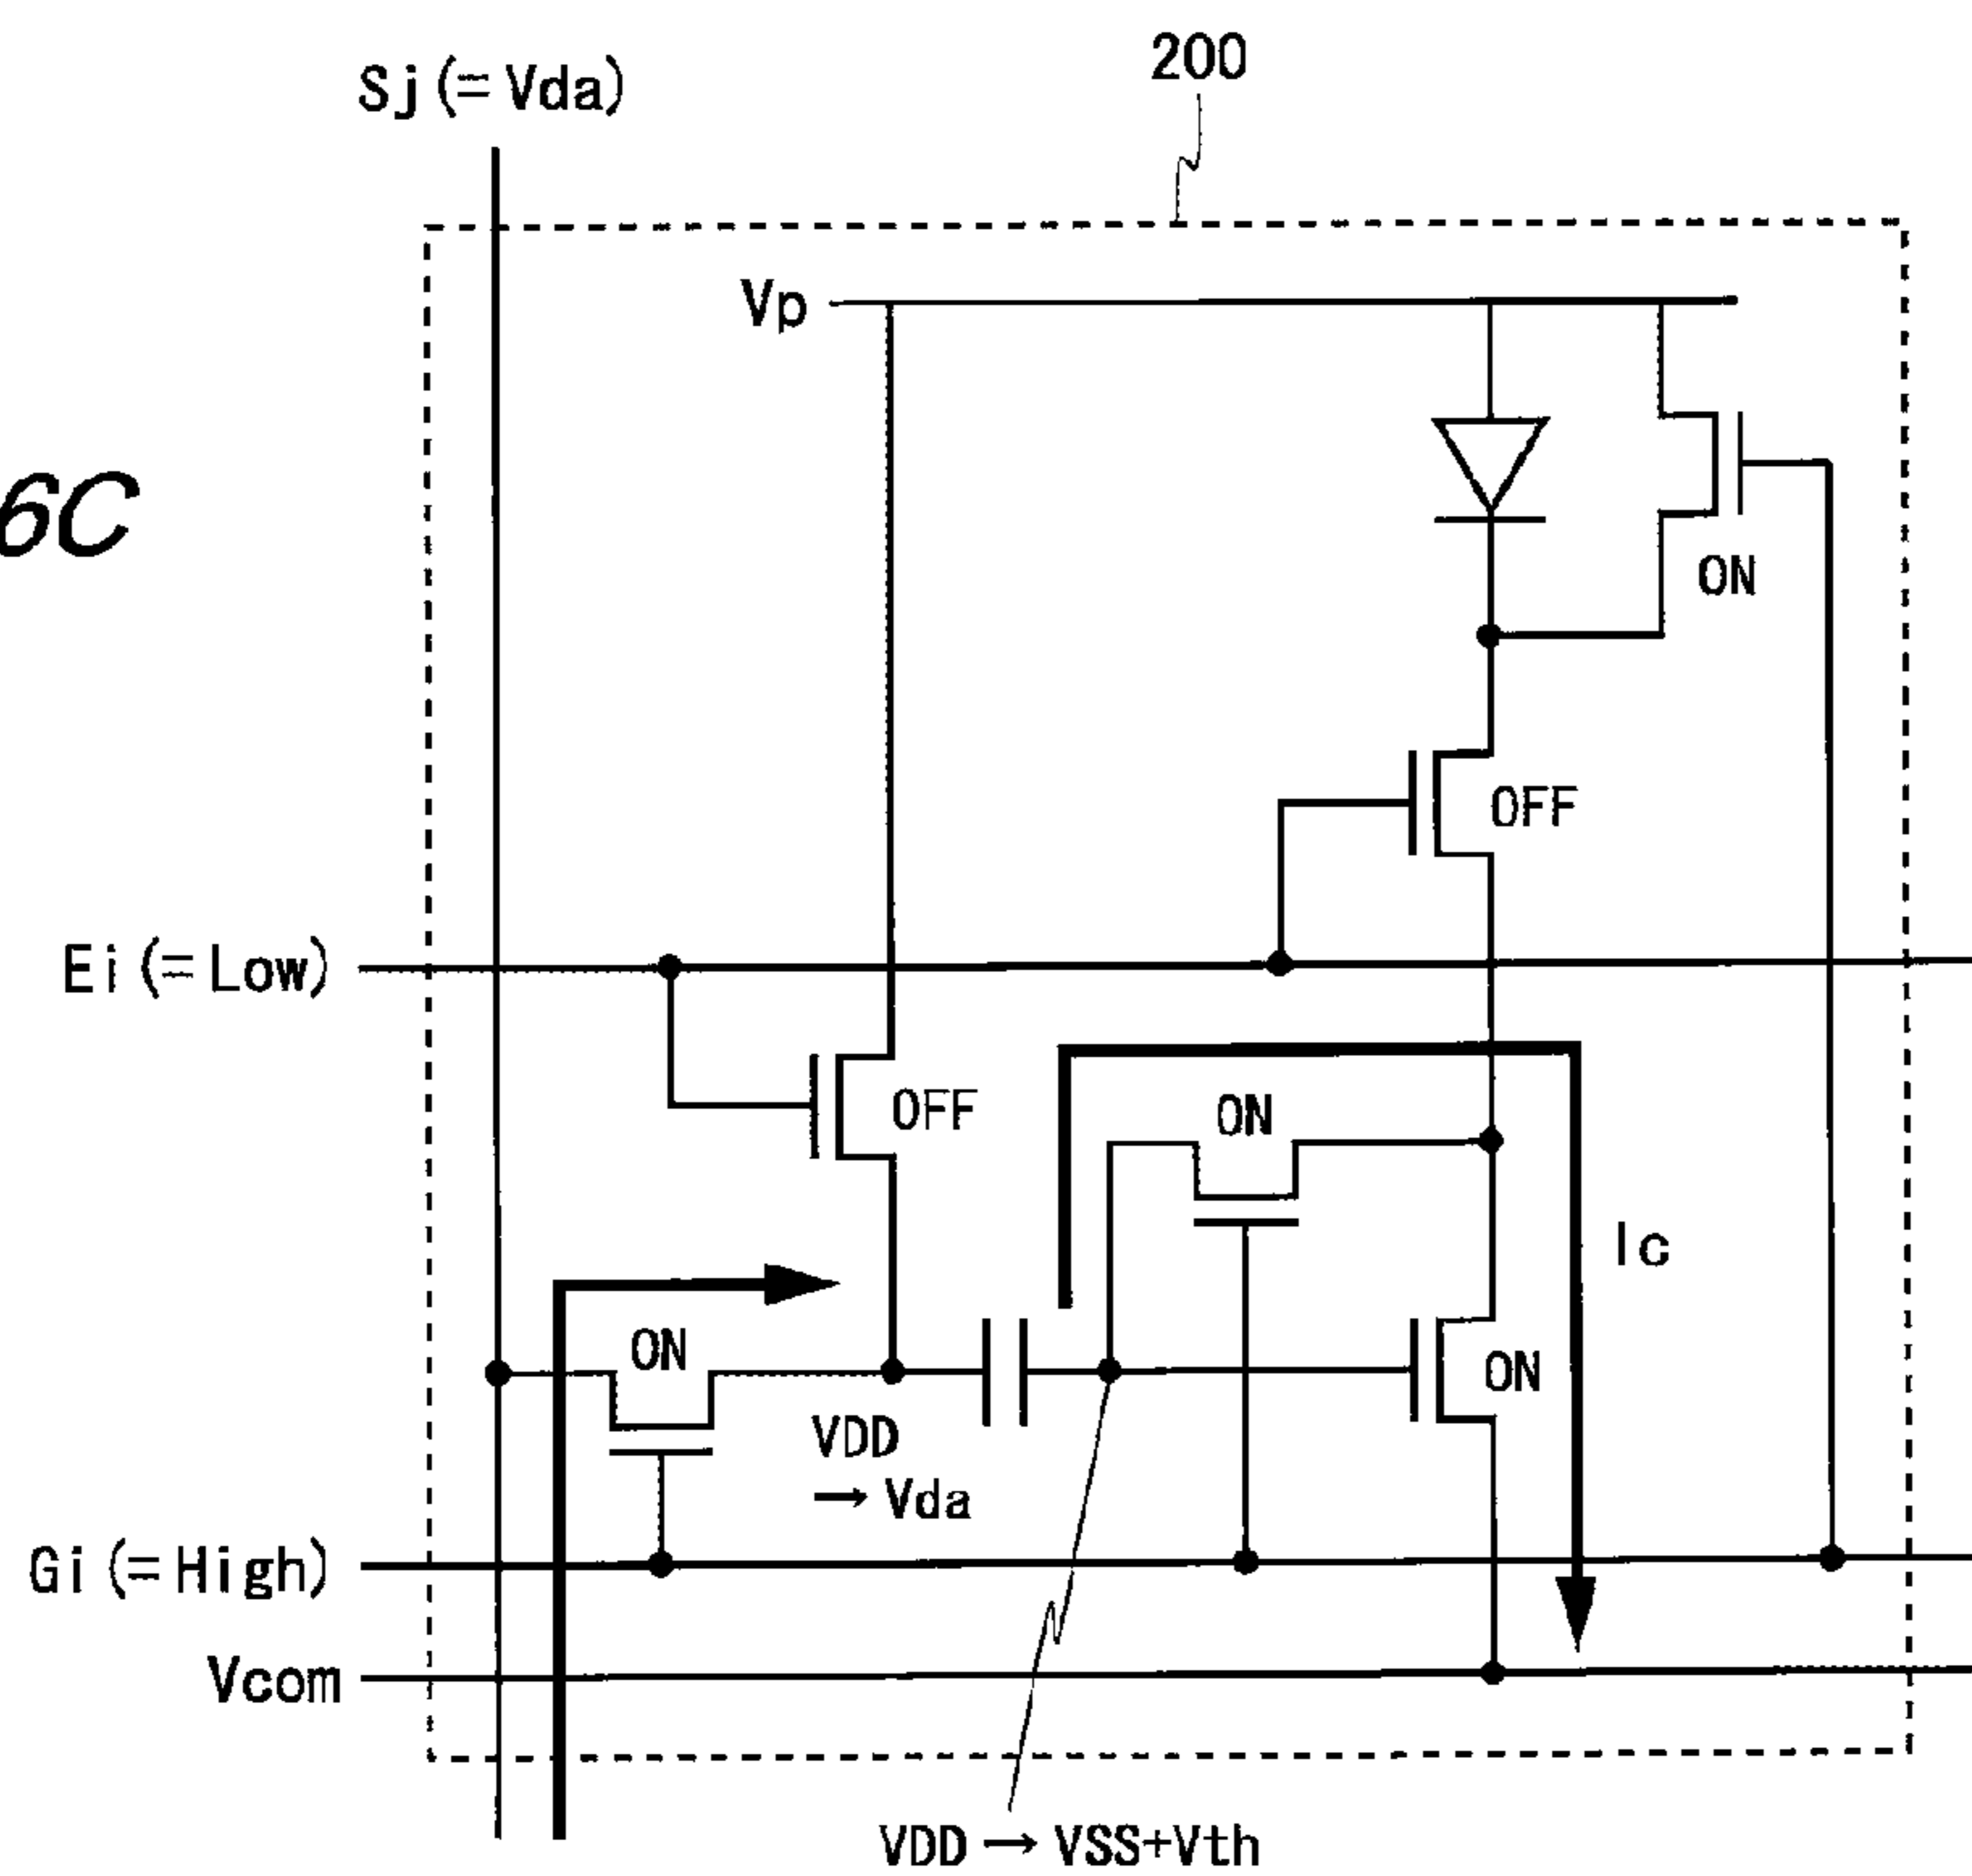 200
Sj(=Vda)
Vp
6C
ON
OFF
Ei(=Low)
OFF
ON
Ic
ON
ON
VDD
→ Vda
Gi(=High)
Vcom
VDD → VSS+Vth